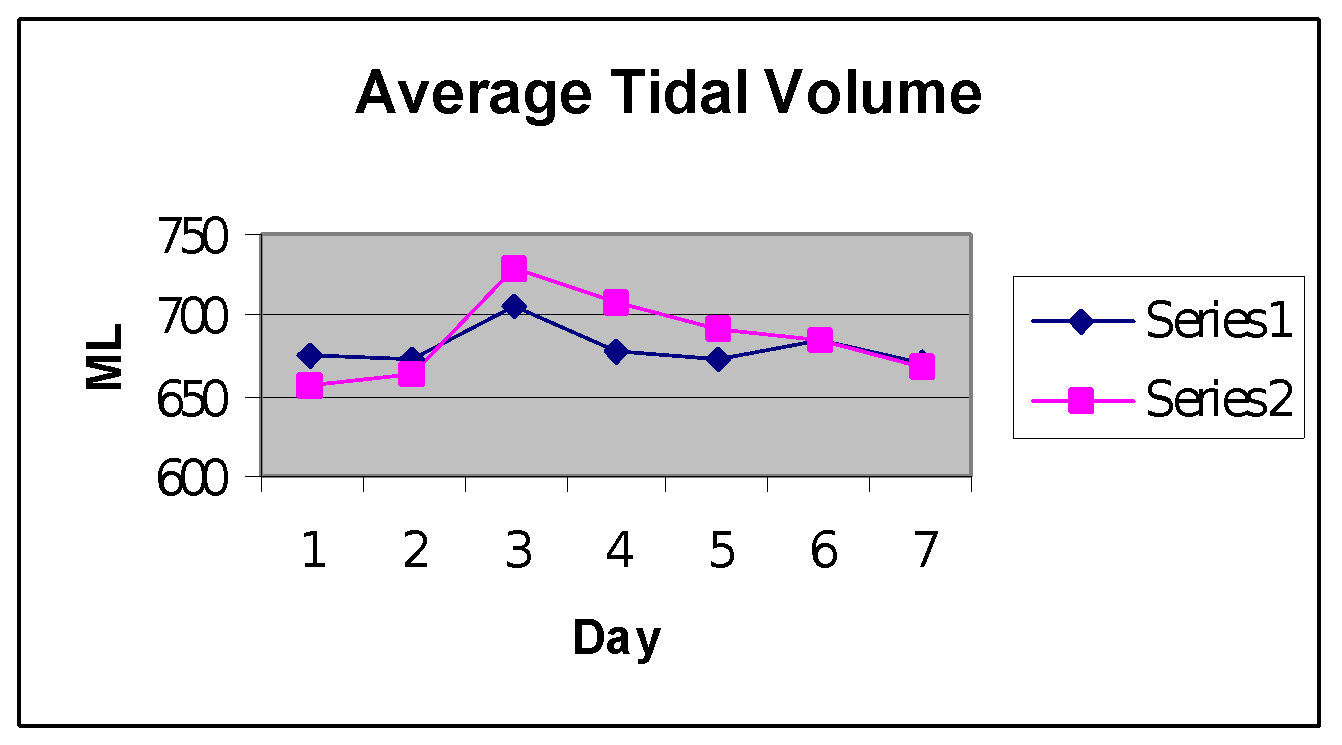 Average Tidal Volume
750
700
650
600
ML
1 2 3 4 5 6 7
Day
Series1
Series2